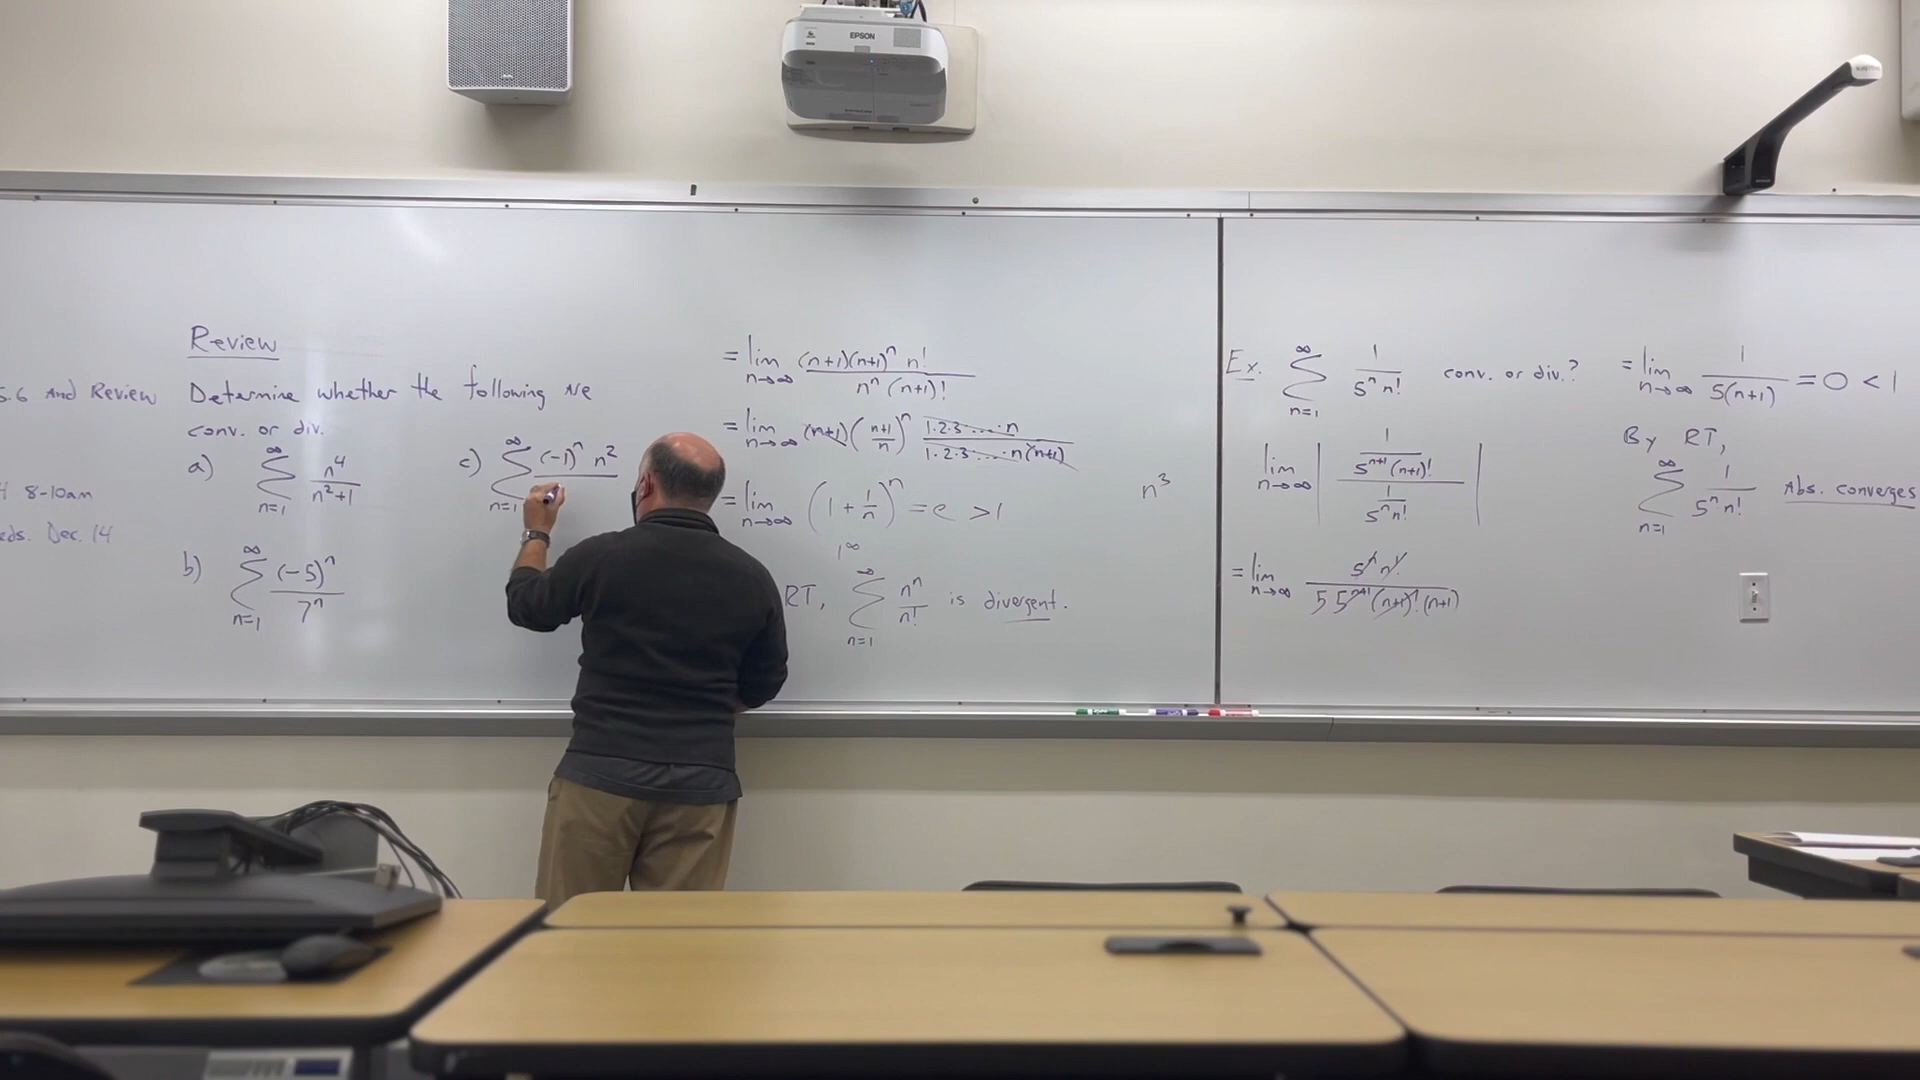 EPSON
5.6 And Review
8-10am
Dec. 14
Review
Determine whether the following are
conv. or div.
a) ∞ Σ n=1 n⁴/(n²+1)
b) ∞ Σ n=1 (-5)ⁿ/7ⁿ
c) ∞ Σ n=1 (-1)ⁿ n²
= lim n→∞ (n+1)(n+1)ⁿ n! / nⁿ (n+1)!
= lim n→∞ (n+1) ((n+1)/n)ⁿ 1·2·3·...·n / 1·2·3·...·n(n+1)
= lim n→∞ (1 + 1/n)ⁿ = e > 1
1^∞
RT, ∞ Σ n=1 nⁿ/n! is divergent.
n³
Ex. ∞ Σ n=1 1/(5ⁿ n!) conv. or div.?
lim n→∞ | (1/(5ⁿ⁺¹ (n+1)!)) / (1/(5ⁿ n!)) |
= lim n→∞ 5ⁿ n! / 5 5ⁿ⁺¹ (n+1)! (n+1)
= lim n→∞ 1/(5(n+1)) = 0 < 1
By RT,
∞ Σ n=1 1/(5ⁿ n!) Abs. converges